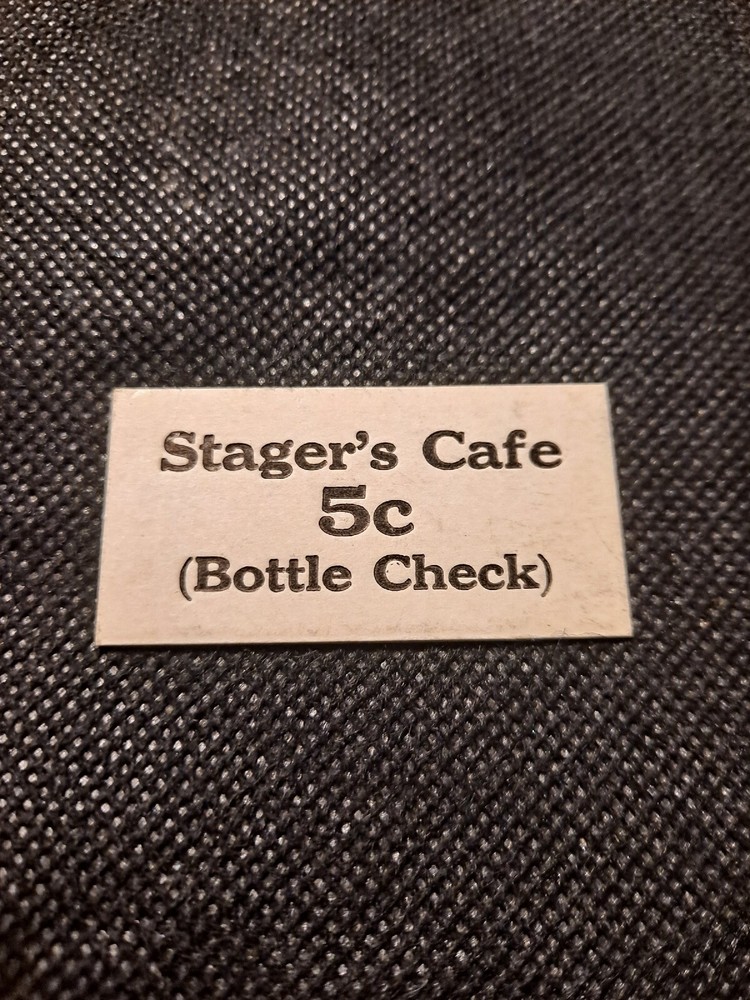 Stager’s Cafe
5c
(Bottle Check)